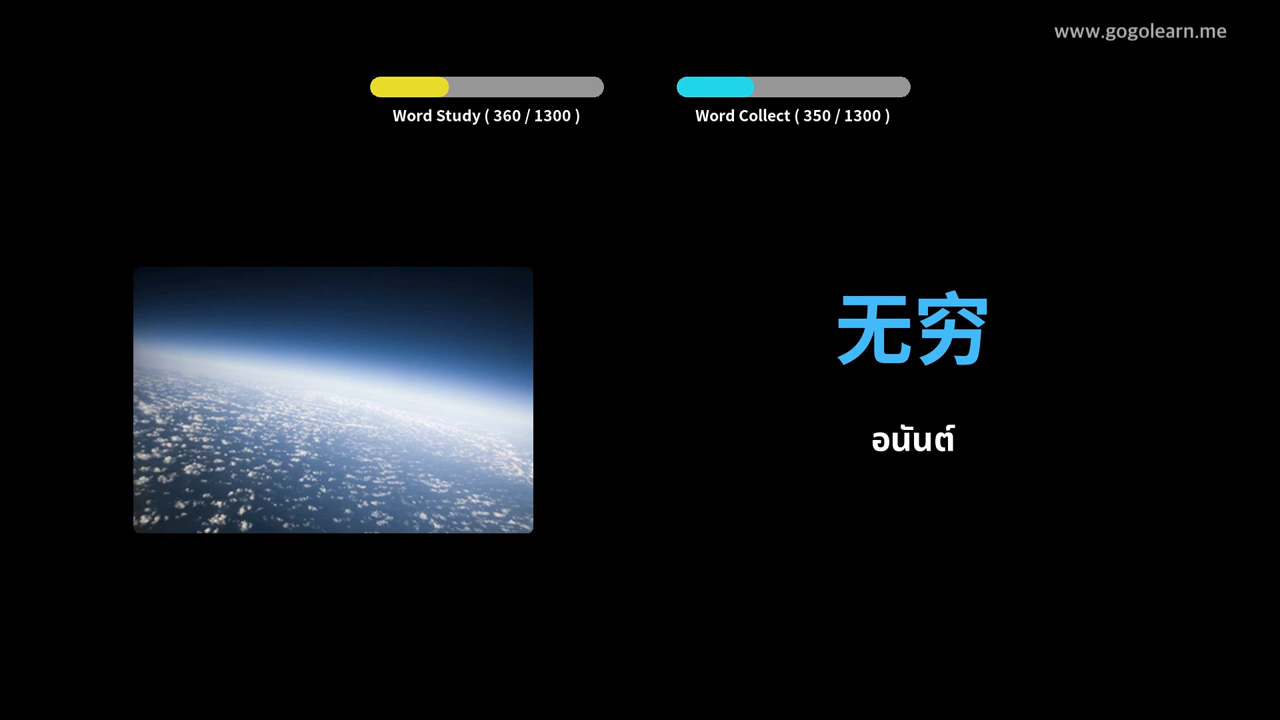 www.gogolearn.me
Word Study ( 360 / 1300 )
Word Collect ( 350 / 1300 )
无穷
อนันต์